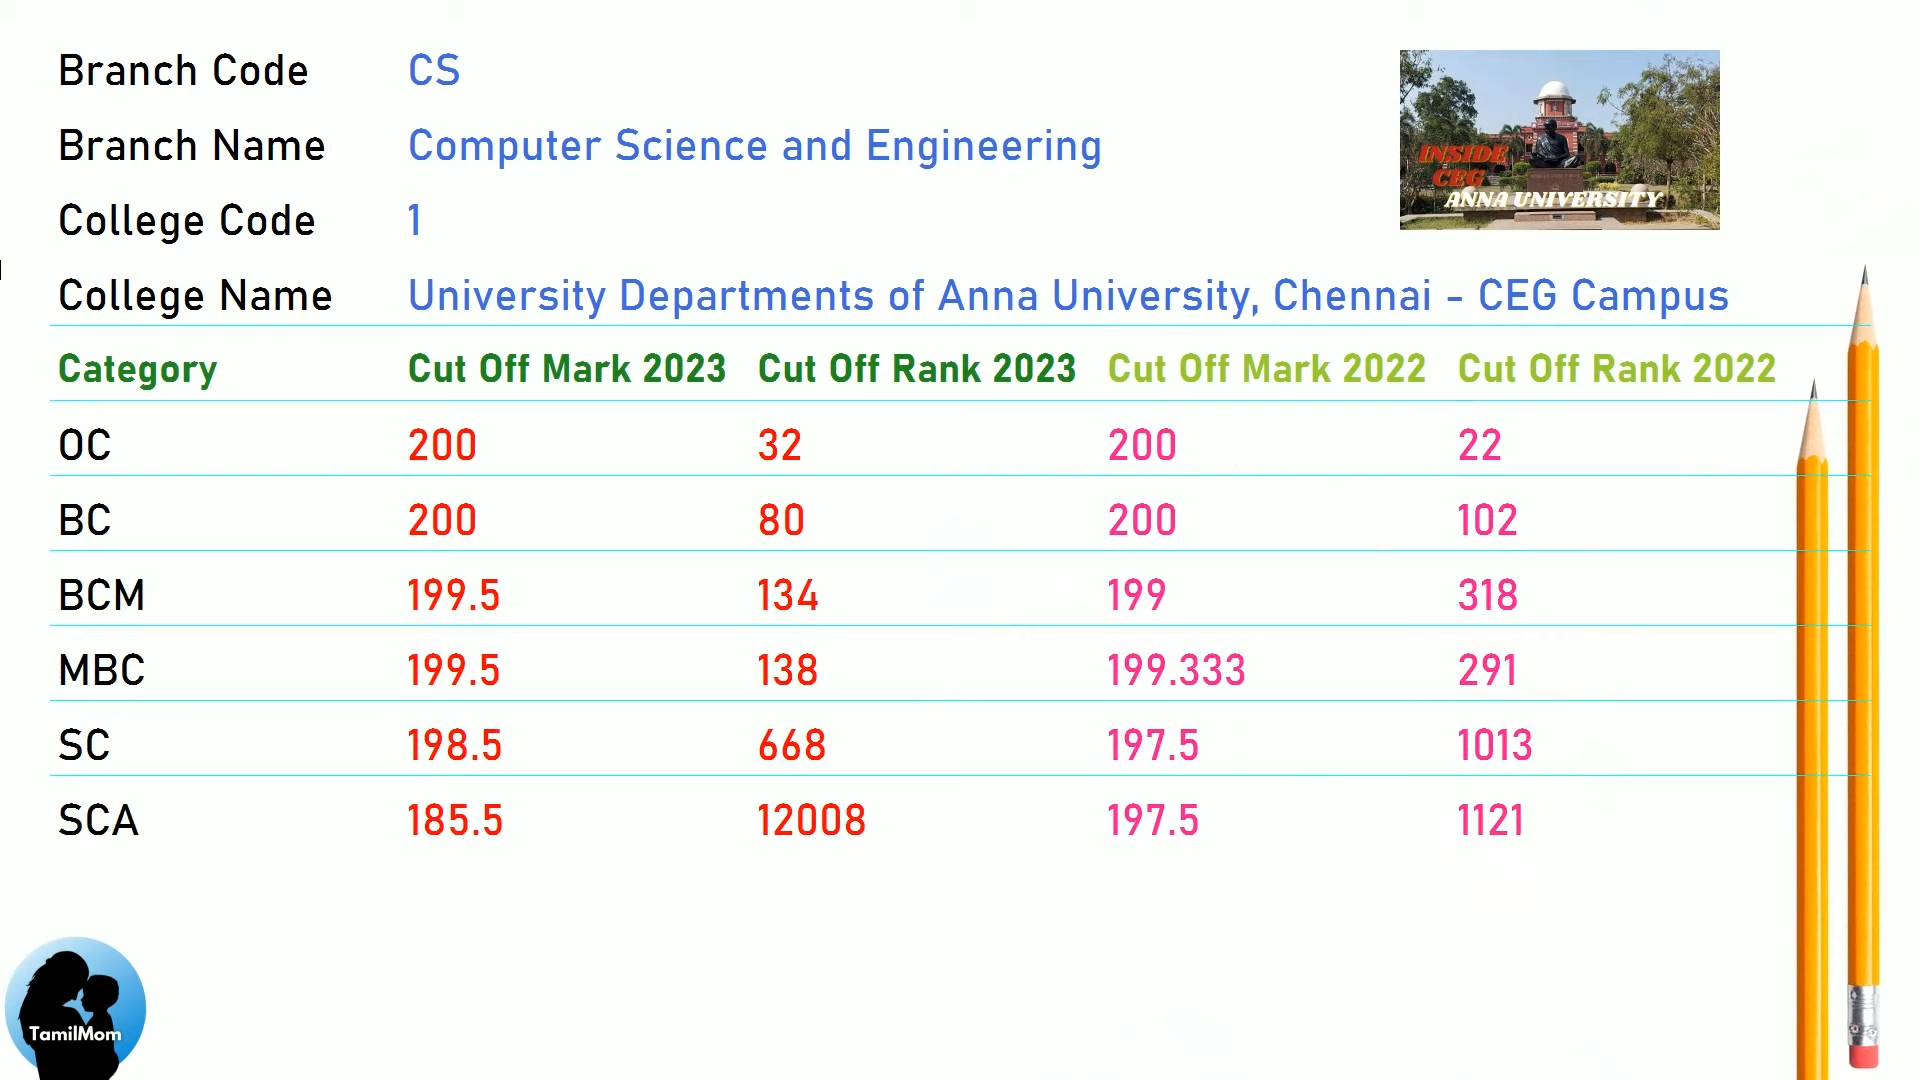 Branch Code CS
Branch Name Computer Science and Engineering
College Code 1
College Name University Departments of Anna University, Chennai - CEG Campus
INSIDE
CEG
ANNA UNIVERSITY
Category Cut Off Mark 2023 Cut Off Rank 2023 Cut Off Mark 2022 Cut Off Rank 2022
OC 200 32 200 22
BC 200 80 200 102
BCM 199.5 134 199 318
MBC 199.5 138 199.333 291
SC 198.5 668 197.5 1013
SCA 185.5 12008 197.5 1121
TamilMom